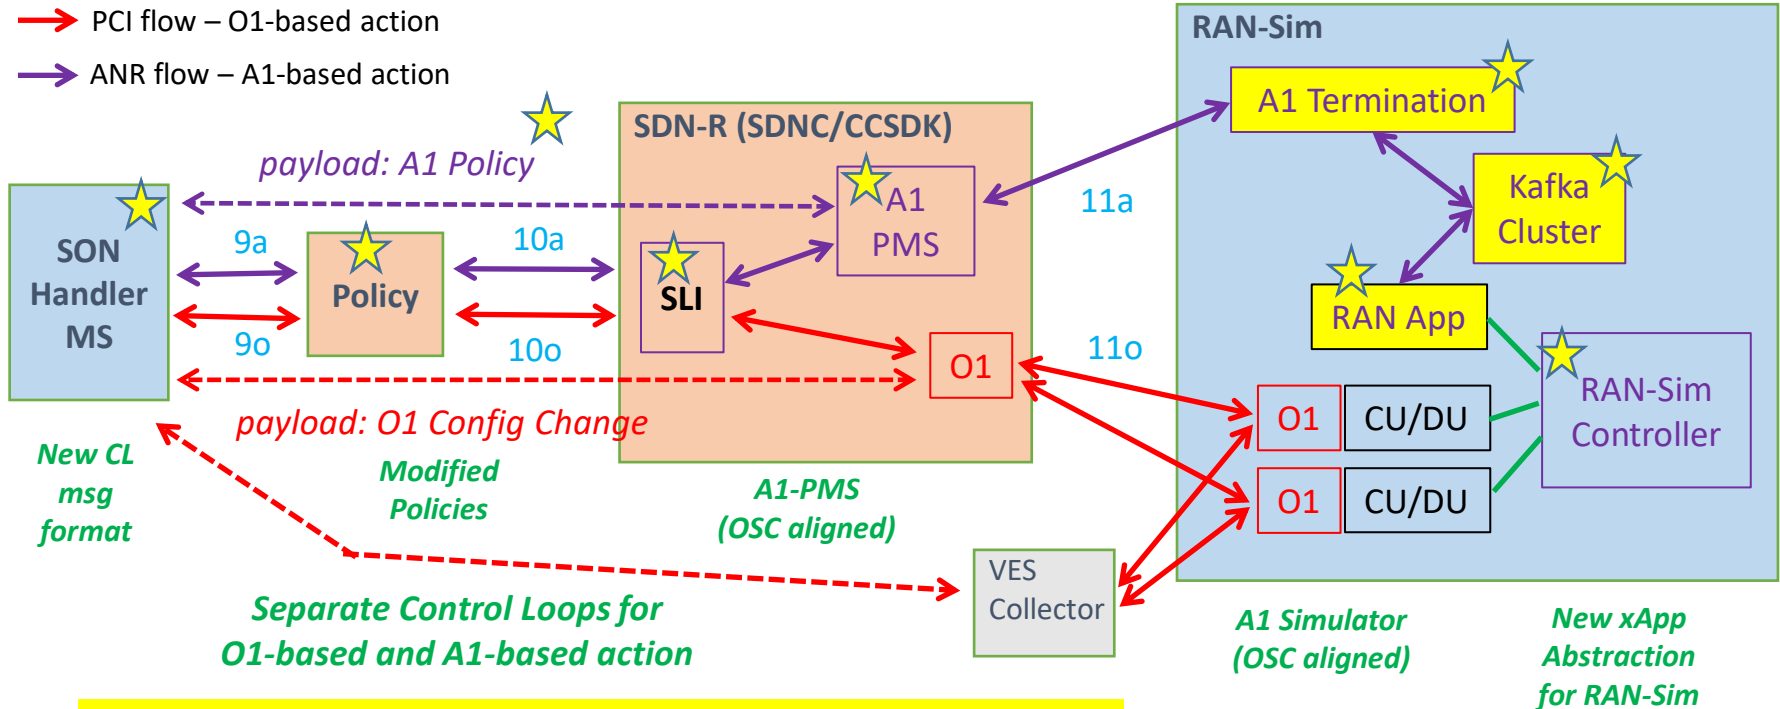 PCI flow – O1-based action
ANR flow – A1-based action
payload: A1 Policy
SON
Handler
MS
9a
9o
Policy
10a
10o
payload: O1 Config Change
SDN-R (SDNC/CCSDK)
A1
PMS
SLI
O1
11a
11o
RAN-Sim
A1 Termination
Kafka
Cluster
RAN App
RAN-Sim
Controller
O1
CU/DU
O1
CU/DU
New CL
msg
format
Modified
Policies
A1-PMS
(OSC aligned)
VES
Collector
Separate Control Loops for
O1-based and A1-based action
A1 Simulator
(OSC aligned)
New xApp
Abstraction
for RAN-Sim